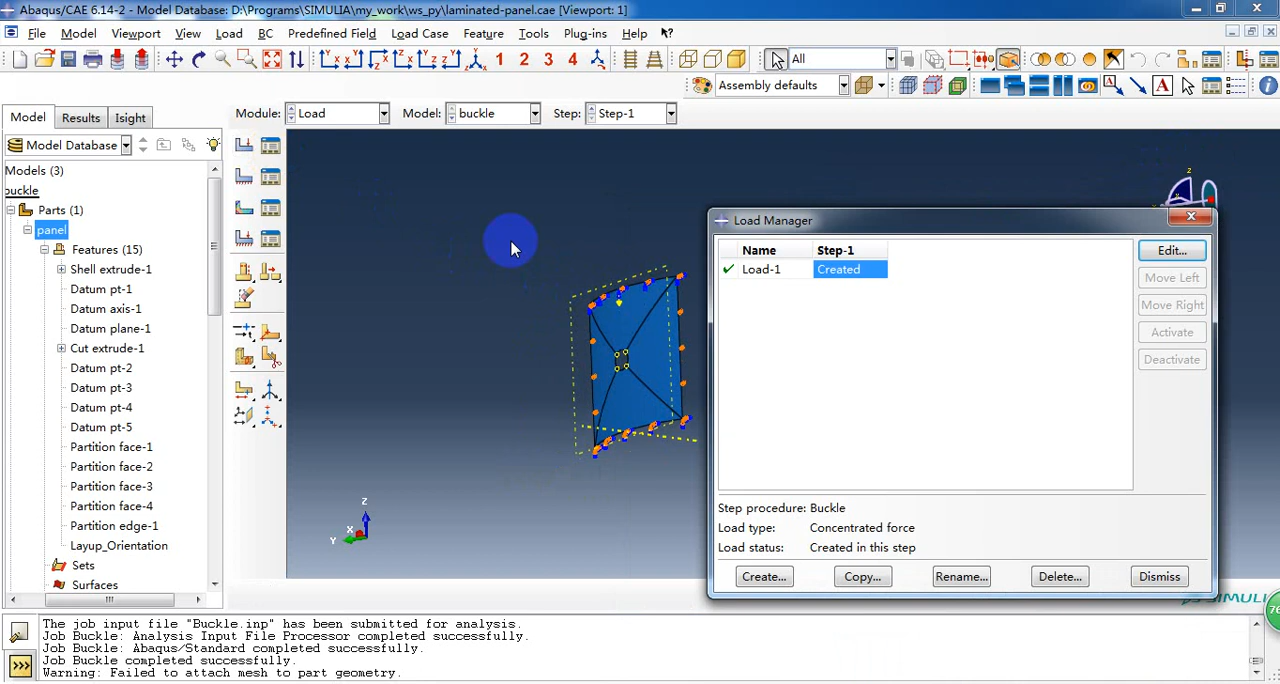 Abaqus/CAE 6.14-2 - Model Database: D:\Programs\SIMULIA\my_work\ws_py\laminated-panel.cae [Viewport: 1]
File Model Viewport View Load BC Predefined Field Load Case Feature Tools Plug-ins Help
1 2 3 4 All
Assembly defaults
Model Results Isight
Module: Load Model: buckle Step: Step-1
Model Database
Models (3)
buckle
Parts (1)
panel
Features (15)
Shell extrude-1
Datum pt-1
Datum axis-1
Datum plane-1
Cut extrude-1
Datum pt-2
Datum pt-3
Datum pt-4
Datum pt-5
Partition face-1
Partition face-2
Partition face-3
Partition face-4
Partition edge-1
Layup_Orientation
Sets
Surfaces
Z
X
Y
Z
Load Manager
Name Step-1
Load-1 Created
Edit...
Move Left
Move Right
Activate
Deactivate
Step procedure: Buckle
Load type: Concentrated force
Load status: Created in this step
Create... Copy... Rename... Delete... Dismiss
SIMULI
76
The job input file "Buckle.inp" has been submitted for analysis.
Job Buckle: Analysis Input File Processor completed successfully.
Job Buckle: Abaqus/Standard completed successfully.
Job Buckle completed successfully.
Warning: Failed to attach mesh to part geometry.
>>>